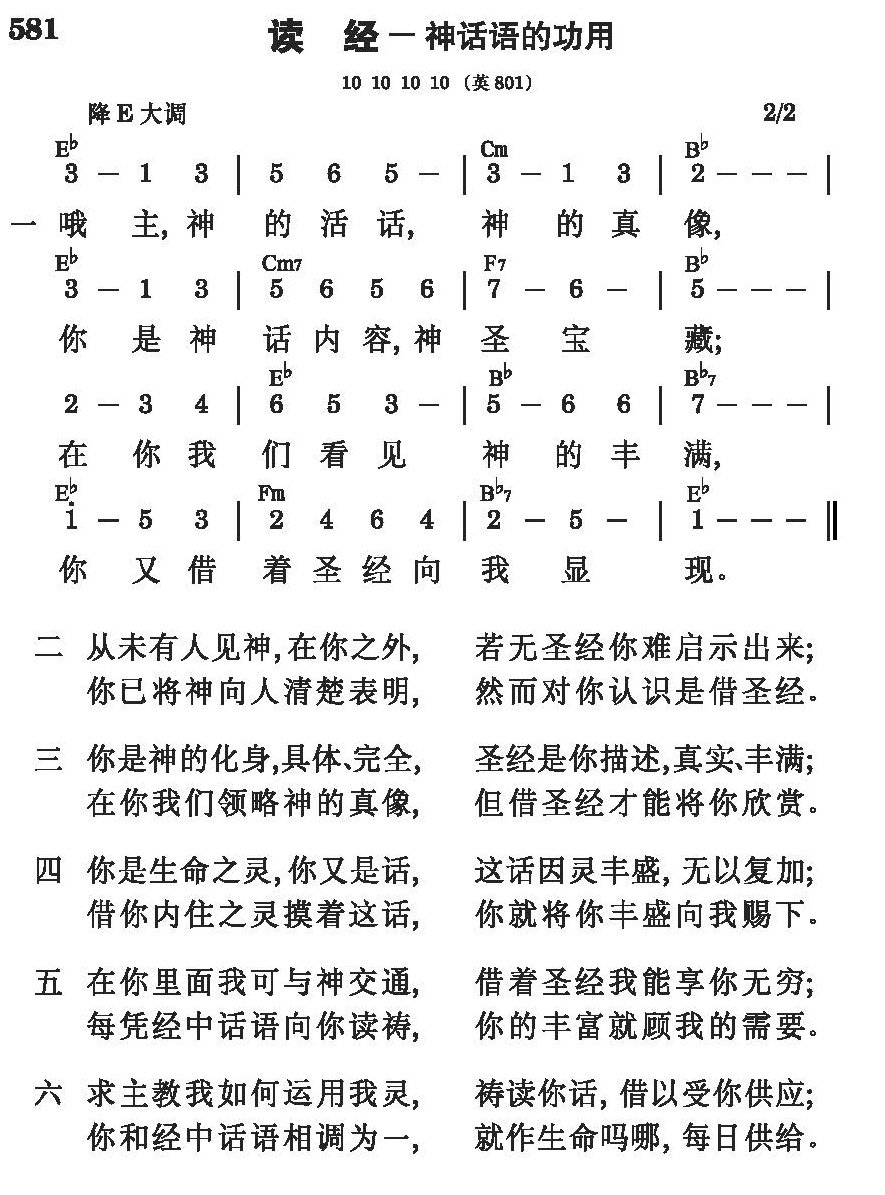 581
读 经 — 神话语的功用
10 10 10 10 (英801)
降E大调 2/2
E♭ Cm B♭
3 – 1 3 | 5 6 5 – | 3 – 1 3 | 2 – – – |
一 哦 主, 神 的 活 话, 神 的 真 像,
E♭ Cm7 F7 B♭
3 – 1 3 | 5 6 5 6 | 7 – 6 – | 5 – – – |
你 是 神 话 内 容, 神 圣 宝 藏;
E♭ B♭ B♭7
2 – 3 4 | 6 5 3 – | 5 – 6 6 | 7 – – – |
在 你 我 们 看 见 神 的 丰 满,
E♭ Fm B♭7 E♭
i – 5 3 | 2 4 6 4 | 2 – 5 – | 1 – – – ‖
你 又 借 着 圣 经 向 我 显 现。
二 从未有人见神, 在你之外, 若无圣经你难启示出来;
你已将神向人清楚表明, 然而对你认识是借圣经。
三 你是神的化身,具体、完全, 圣经是你描述,真实、丰满;
在你我们领略神的真像, 但借圣经才能将你欣赏。
四 你是生命之灵, 你又是话, 这话因灵丰盛, 无以复加;
借你内住之灵摸着这话, 你就将你丰盛向我赐下。
五 在你里面我可与神交通, 借着圣经我能享你无穷;
每凭经中话语向你读祷, 你的丰富就顾我的需要。
六 求主教我如何运用我灵, 祷读你话, 借以受你供应;
你和经中话语相调为一, 就作生命吗哪, 每日供给。